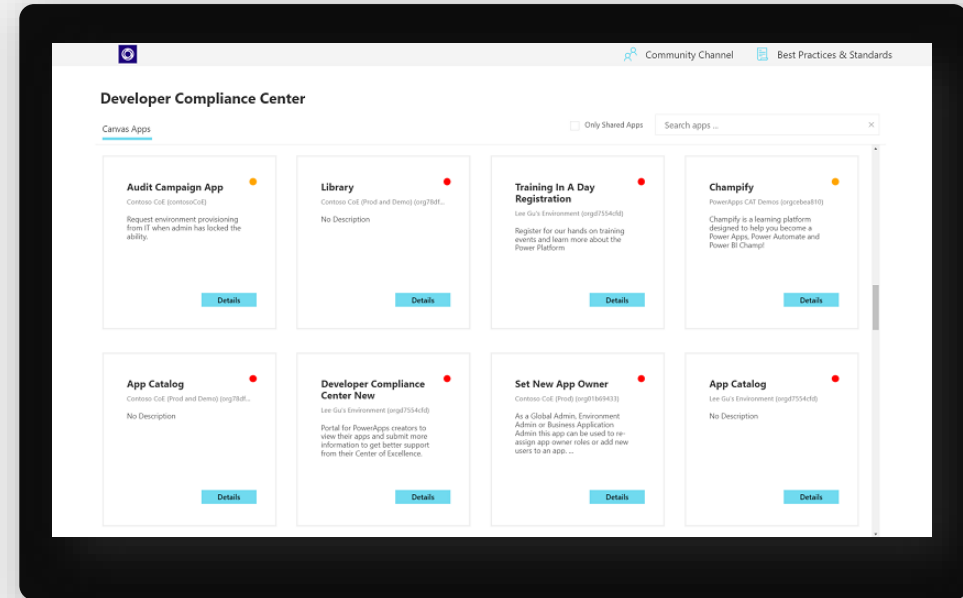 Community Channel
Best Practices & Standards
Developer Compliance Center
Canvas Apps
Only Shared Apps
Search apps ...
Audit Campaign App
Contoso CoE (contosoCoE)
Request environment provisioning
from IT when admin has locked the
ability.
Details
Library
Contoso CoE (Prod and Demo) (org78df...
No Description
Details
Training In A Day
Registration
Lee Gu's Environment (orgd7554cfd)
Register for our hands on training
events and learn more about the
Power Platform
Details
Champify
PowerApps CAT Demos (orgcebea810)
Champify is a learning platform
designed to help you become a
Power Apps, Power Automate and
Power BI Champ!
Details
App Catalog
Contoso CoE (Prod and Demo) (org78df...
No Description
Details
Developer Compliance
Center New
Lee Gu's Environment (orgd7554cfd)
Portal for PowerApps creators to
view their apps and submit more
information to get better support
from their Center of Excellence.
Details
Set New App Owner
Contoso CoE (Prod) (org01b69433)
As a Global Admin, Environment
Admin or Business Application
Admin this app can be used to re-
assign app owner roles or add new
users to an app. ...
Details
App Catalog
Lee Gu's Environment (orgd7554cfd)
No Description
Details